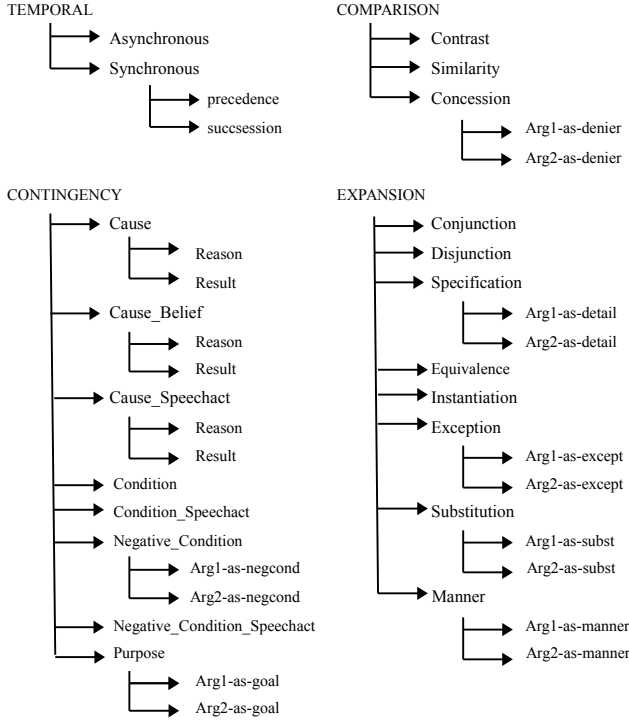 TEMPORAL
Asynchronous
Synchronous
precedence
succsession
COMPARISON
Contrast
Similarity
Concession
Arg1-as-denier
Arg2-as-denier
CONTINGENCY
Cause
Reason
Result
Cause_Belief
Reason
Result
Cause_Speechact
Reason
Result
Condition
Condition_Speechact
Negative_Condition
Arg1-as-negcond
Arg2-as-negcond
Negative_Condition_Speechact
Purpose
Arg1-as-goal
Arg2-as-goal
EXPANSION
Conjunction
Disjunction
Specification
Arg1-as-detail
Arg2-as-detail
Equivalence
Instantiation
Exception
Arg1-as-except
Arg2-as-except
Substitution
Arg1-as-subst
Arg2-as-subst
Manner
Arg1-as-manner
Arg2-as-manner